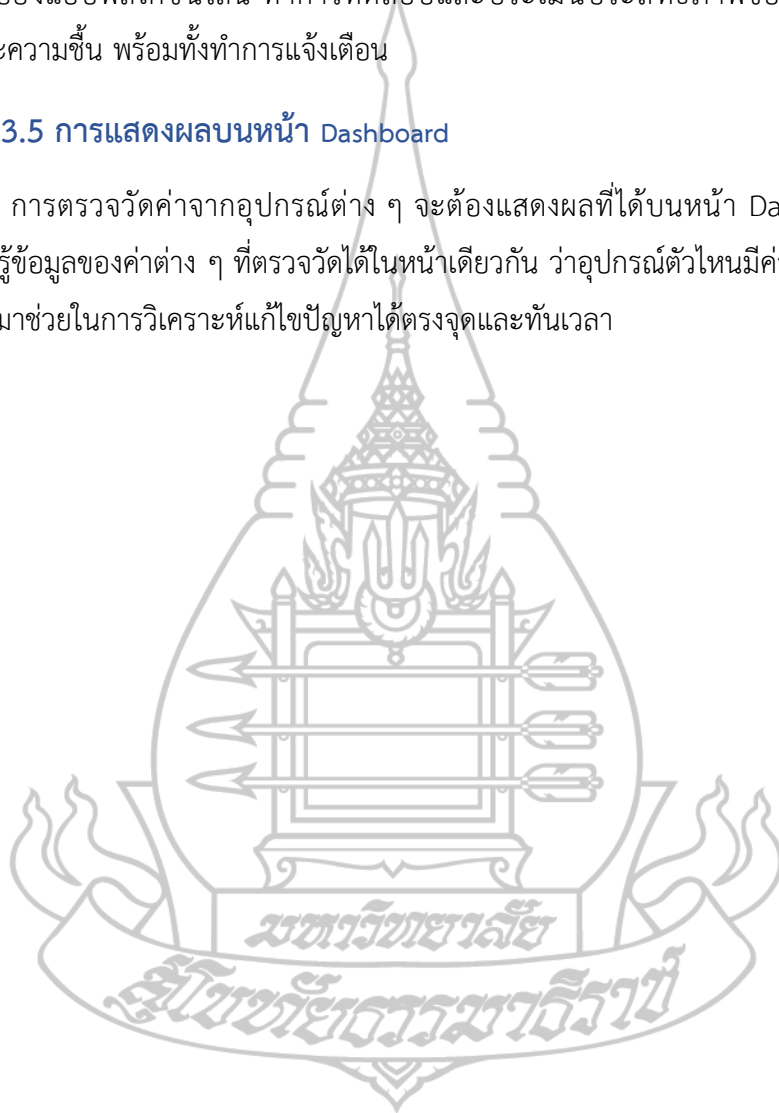 ะความชื้น พร้อมทั้งทำการแจ้งเตือน
3.5 การแสดงผลบนหน้า Dashboard
การตรวจวัดค่าจากอุปกรณ์ต่าง ๆ จะต้องแสดงผลที่ได้บนหน้า Da
รู้ข้อมูลของค่าต่าง ๆ ที่ตรวจวัดได้ในหน้าเดียวกัน ว่าอุปกรณ์ตัวไหนมีค่
มาช่วยในการวิเคราะห์แก้ไขปัญหาได้ตรงจุดและทันเวลา
มหาวิทยาลัย
สุโขทัยธรรมาธิราช